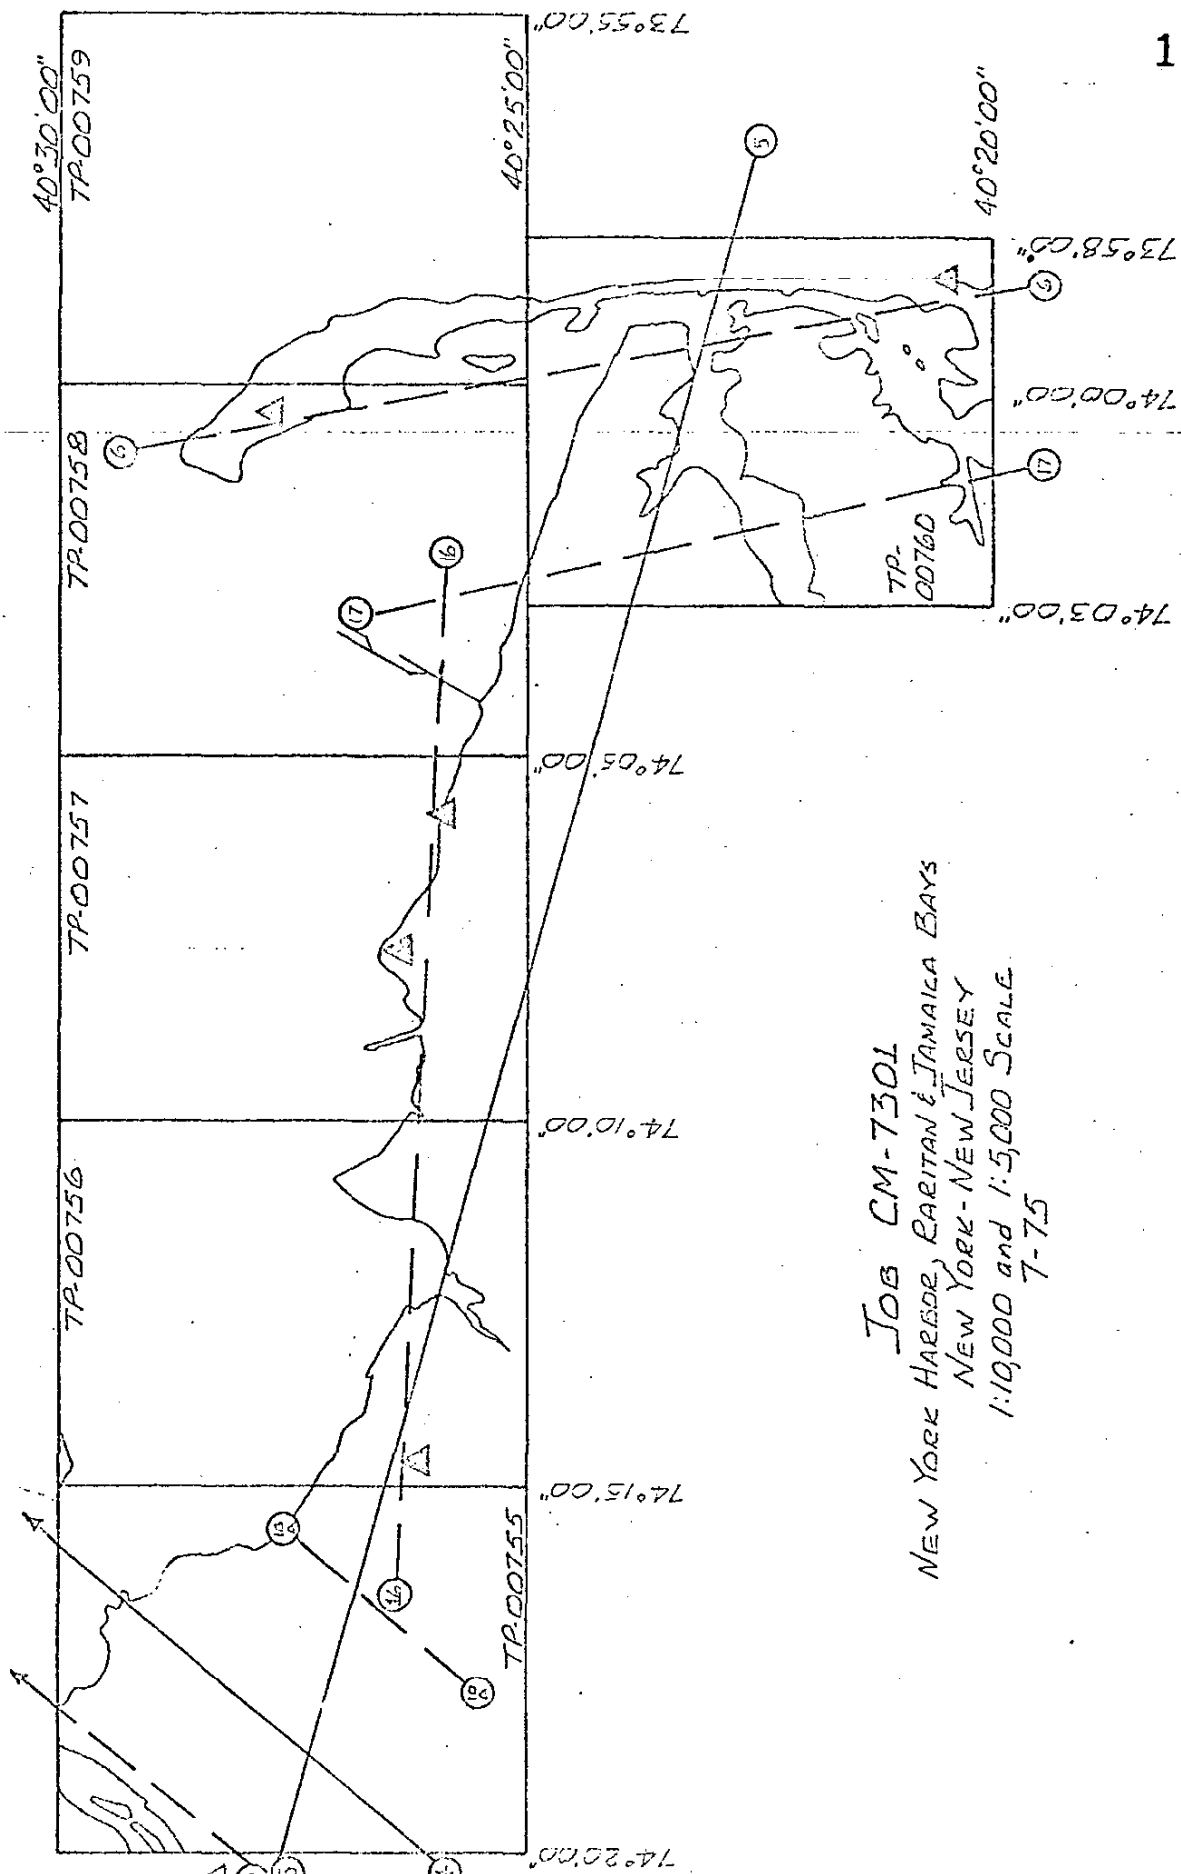 1
40°30'00"
TP-00759
TP-00758
TP-00757
TP-00756
TP-00755
40°25'00"
40°20'00"
TP-
00760
73°55'00"
73°58'00"
74°00'00"
74°03'00"
74°05'00"
74°10'00"
74°15'00"
74°20'00"
5
6
6
17
17
16
16
JOB CM-7301
NEW YORK HARBOR, RARITAN & JAMAICA BAYS
NEW YORK-NEW JERSEY
1:10,000 and 1:5,000 SCALE
7-75